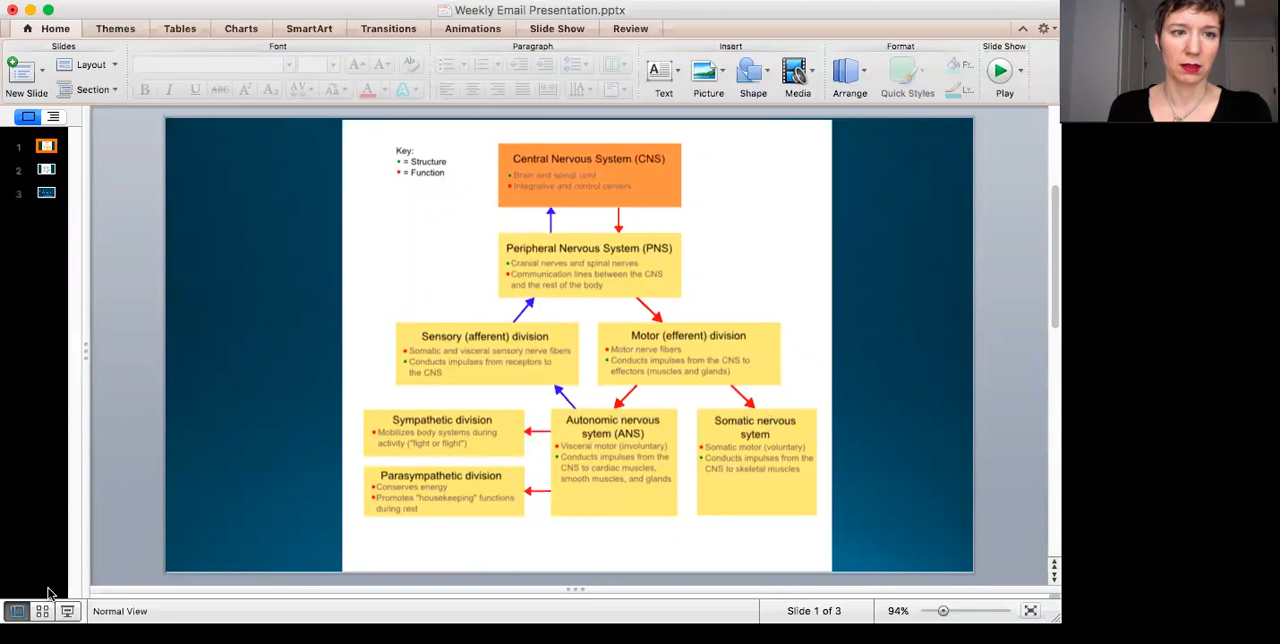 Weekly Email Presentation.pptx
Home Themes Tables Charts SmartArt Transitions Animations Slide Show Review
Slides Font Paragraph Insert Format Slide Show
Layout
New Slide Section Text Picture Shape Media Arrange Quick Styles Play
B I U ABC A² A₂ AV Aa A A
1
2
3
Key:
= Structure
= Function
Central Nervous System (CNS)
Brain and spinal cord
Integrative and control centers
Peripheral Nervous System (PNS)
Cranial nerves and spinal nerves
Communication lines between the CNS
and the rest of the body
Sensory (afferent) division
Somatic and visceral sensory nerve fibers
Conducts impulses from receptors to
the CNS
Motor (efferent) division
Motor nerve fibers
Conducts impulses from the CNS to
effectors (muscles and glands)
Sympathetic division
Mobilizes body systems during
activity ("fight or flight")
Parasympathetic division
Conserves energy
Promotes "housekeeping" functions
during rest
Autonomic nervous
sytem (ANS)
Visceral motor (involuntary)
Conducts impulses from the
CNS to cardiac muscles,
smooth muscles, and glands
Somatic nervous
sytem
Somatic motor (voluntary)
Conducts impulses from the
CNS to skeletal muscles
Normal View Slide 1 of 3 94%